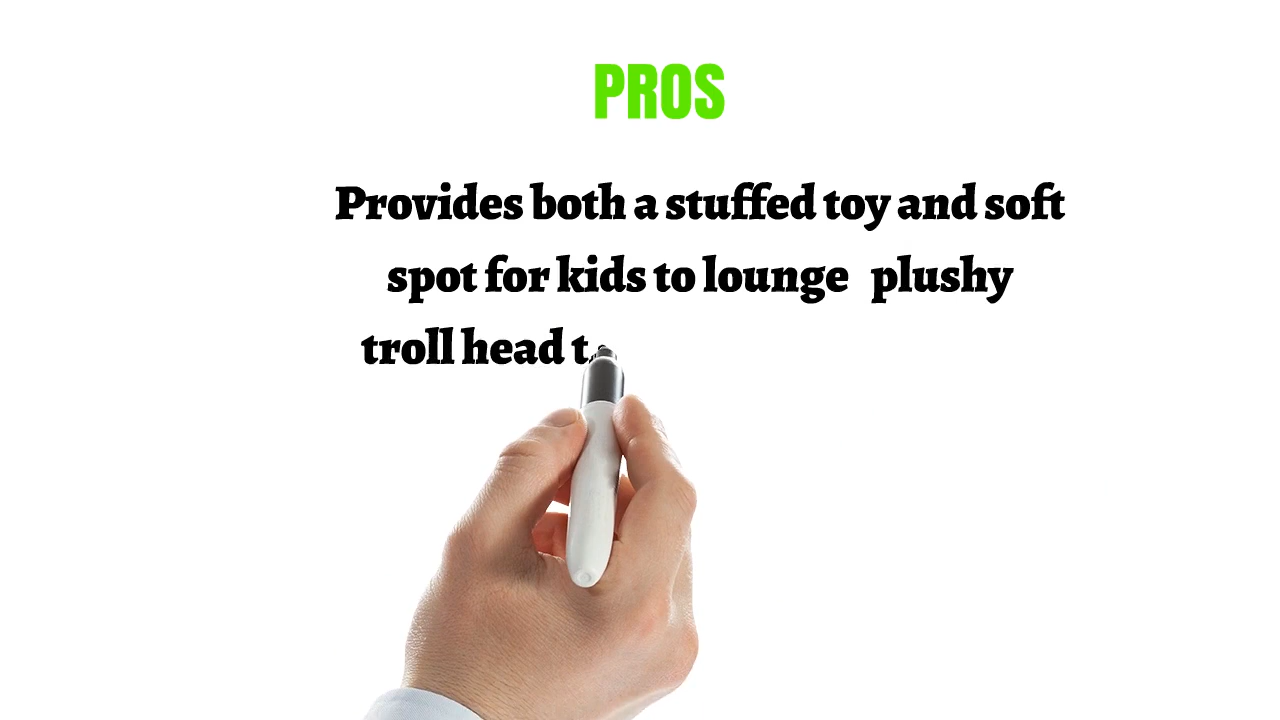 PROS
Provides both a stuffed toy and soft
spot for kids to lounge plushy
troll head